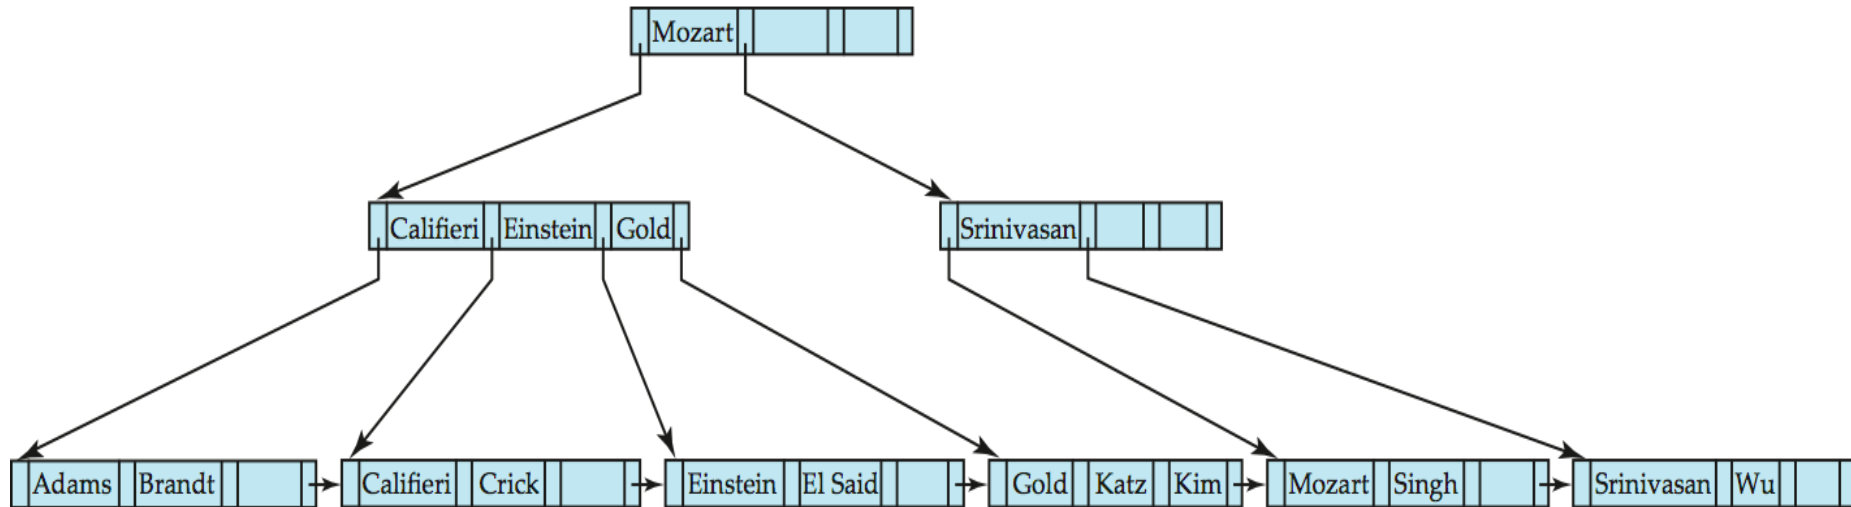 Mozart
Califieri Einstein Gold Srinivasan
Adams Brandt Califieri Crick Einstein El Said Gold Katz Kim Mozart Singh Srinivasan Wu